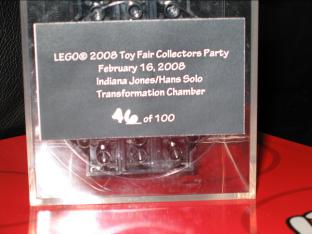 LEGO® 2008 Toy Fair Collectors Party
February 16, 2008
Indiana Jones/Hans Solo
Transformation Chamber
46 of 100